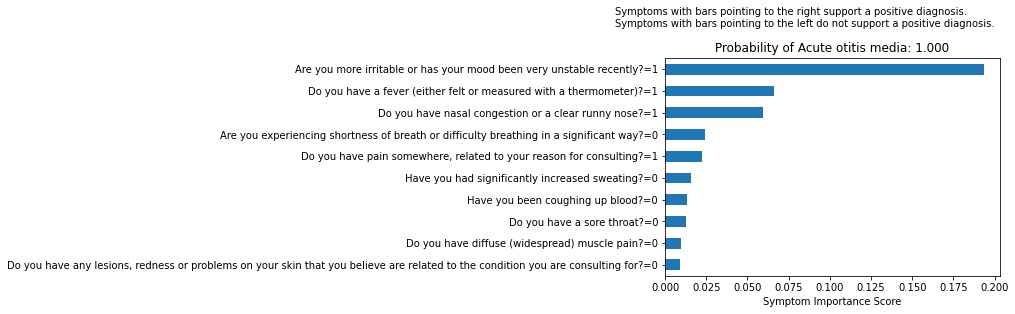 Symptoms with bars pointing to the right support a positive diagnosis.
Symptoms with bars pointing to the left do not support a positive diagnosis.
Probability of Acute otitis media: 1.000
Are you more irritable or has your mood been very unstable recently?=1
Do you have a fever (either felt or measured with a thermometer)?=1
Do you have nasal congestion or a clear runny nose?=1
Are you experiencing shortness of breath or difficulty breathing in a significant way?=0
Do you have pain somewhere, related to your reason for consulting?=1
Have you had significantly increased sweating?=0
Have you been coughing up blood?=0
Do you have a sore throat?=0
Do you have diffuse (widespread) muscle pain?=0
Do you have any lesions, redness or problems on your skin that you believe are related to the condition you are consulting for?=0
0.000 0.025 0.050 0.075 0.100 0.125 0.150 0.175 0.200
Symptom Importance Score